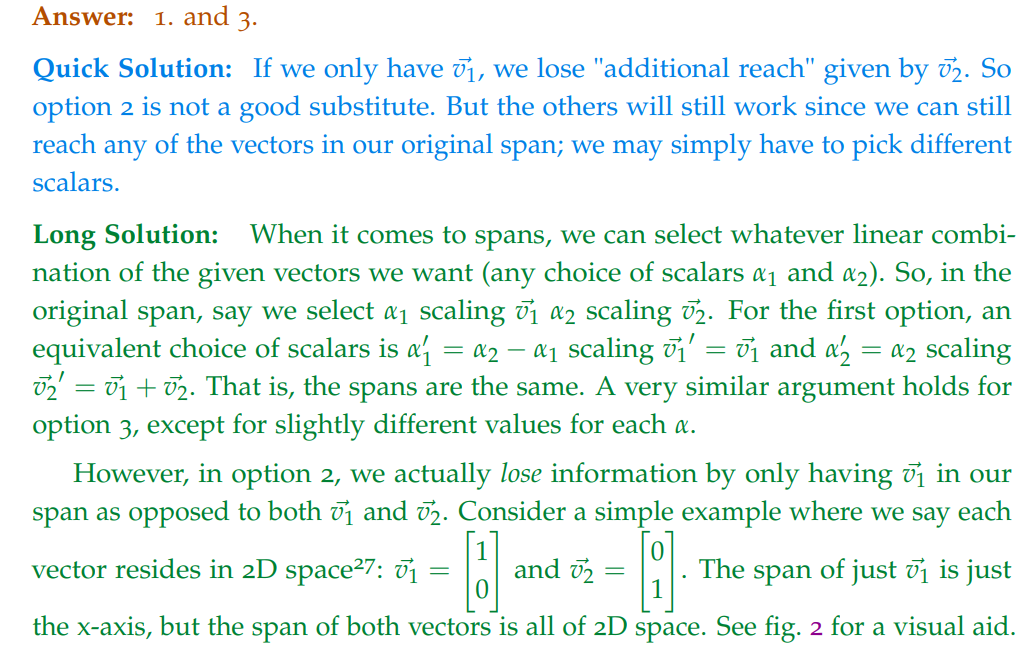 Answer: 1. and 3.
Quick Solution: If we only have $\vec{v_1}$, we lose "additional reach" given by $\vec{v_2}$. So
option 2 is not a good substitute. But the others will still work since we can still
reach any of the vectors in our original span; we may simply have to pick different
scalars.
Long Solution: When it comes to spans, we can select whatever linear combi-
nation of the given vectors we want (any choice of scalars $\alpha_1$ and $\alpha_2$). So, in the
original span, say we select $\alpha_1$ scaling $\vec{v_1}$ $\alpha_2$ scaling $\vec{v_2}$. For the first option, an
equivalent choice of scalars is $\alpha_1' = \alpha_2 - \alpha_1$ scaling $\vec{v_1}' = \vec{v_1}$ and $\alpha_2' = \alpha_2$ scaling
$\vec{v_2}' = \vec{v_1} + \vec{v_2}$. That is, the spans are the same. A very similar argument holds for
option 3, except for slightly different values for each $\alpha$.
However, in option 2, we actually lose information by only having $\vec{v_1}$ in our
span as opposed to both $\vec{v_1}$ and $\vec{v_2}$. Consider a simple example where we say each
vector resides in 2D space$^{27}$: $\vec{v_1} = \begin{bmatrix} 1 \\ 0 \end{bmatrix}$ and $\vec{v_2} = \begin{bmatrix} 0 \\ 1 \end{bmatrix}$. The span of just $\vec{v_1}$ is just
the x-axis, but the span of both vectors is all of 2D space. See fig. 2 for a visual aid.